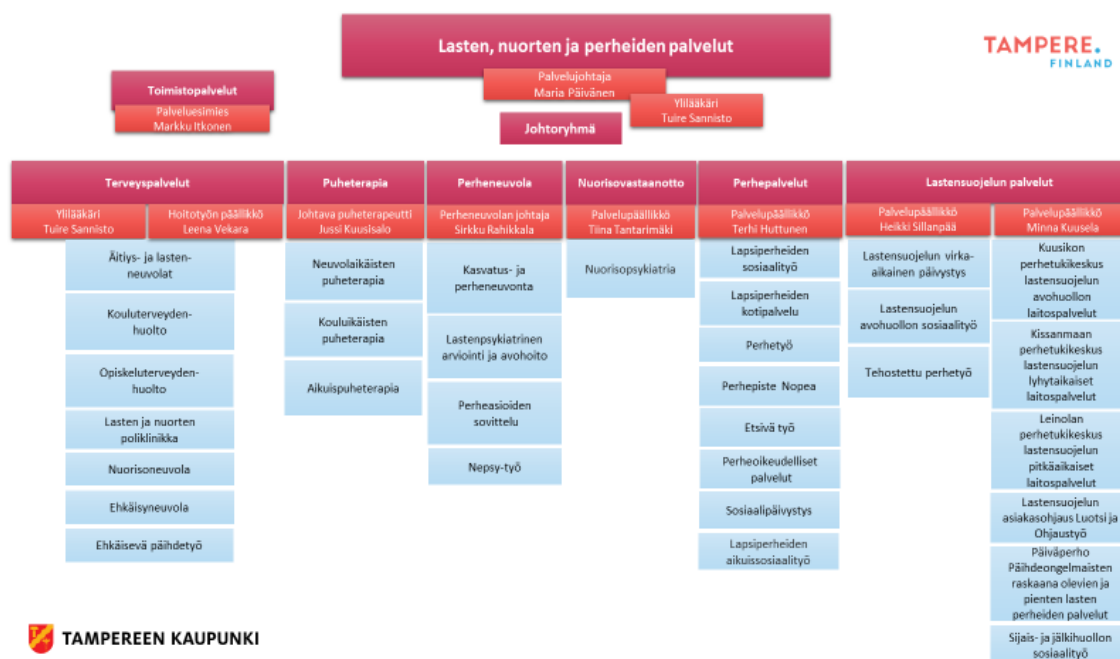 Lasten, nuorten ja perheiden palvelut
TAMPERE.
FINLAND
Palvelujohtaja
Maria Päivänen
Ylilääkäri
Tuire Sannisto
Johtoryhmä
Toimistopalvelut
Palveluesimies
Markku Itkonen
Terveyspalvelut
Ylilääkäri
Tuire Sannisto
Hoitotyön päällikkö
Leena Vekara
Äitiys- ja lasten-
neuvolat
Kouluterveyden-
huolto
Opiskeluterveyden-
huolto
Lasten ja nuorten
poliklinikka
Nuorisoneuvola
Ehkäisyneuvola
Ehkäisevä päihdetyö
Puheterapia
Johtava puheterapeutti
Jussi Kuusisalo
Neuvolaikäisten
puheterapia
Kouluikäisten
puheterapia
Aikuispuheterapia
Perheneuvola
Perheneuvolan johtaja
Sirkku Rahikkala
Kasvatus- ja
perheneuvonta
Lastenpsykiatrinen
arviointi ja avohoito
Perheasioiden
sovittelu
Nepsy-työ
Nuorisovastaanotto
Palvelupäällikkö
Tiina Tantarimäki
Nuorisopsykiatria
Perhepalvelut
Palvelupäällikkö
Terhi Huttunen
Lapsiperheiden
sosiaalityö
Lapsiperheiden
kotipalvelu
Perhetyö
Perhepiste Nopea
Etsivä työ
Perheoikeudelliset
palvelut
Sosiaalipäivystys
Lapsiperheiden
aikuissosiaalityö
Lastensuojelun palvelut
Palvelupäällikkö
Heikki Sillanpää
Lastensuojelun virka-
aikainen päivystys
Lastensuojelun
avohuollon sosiaalityö
Tehostettu perhetyö
Palvelupäällikkö
Minna Kuusela
Kuusikon
perhetukikeskus
lastensuojelun
avohuollon
laitospalvelut
Kissanmaan
perhetukikeskus
lastensuojelun
lyhytaikaiset
laitospalvelut
Leinolan
perhetukikeskus
lastensuojelun
pitkäaikaiset
laitospalvelut
Lastensuojelun
asiakasohjaus Luotsi ja
Ohjaustyö
Päiväperho
Päihdeongelmaisten
raskaana olevien ja
pienten lasten
perheiden palvelut
Sijais- ja jälkihuollon
sosiaalityö
TAMPEREEN KAUPUNKI